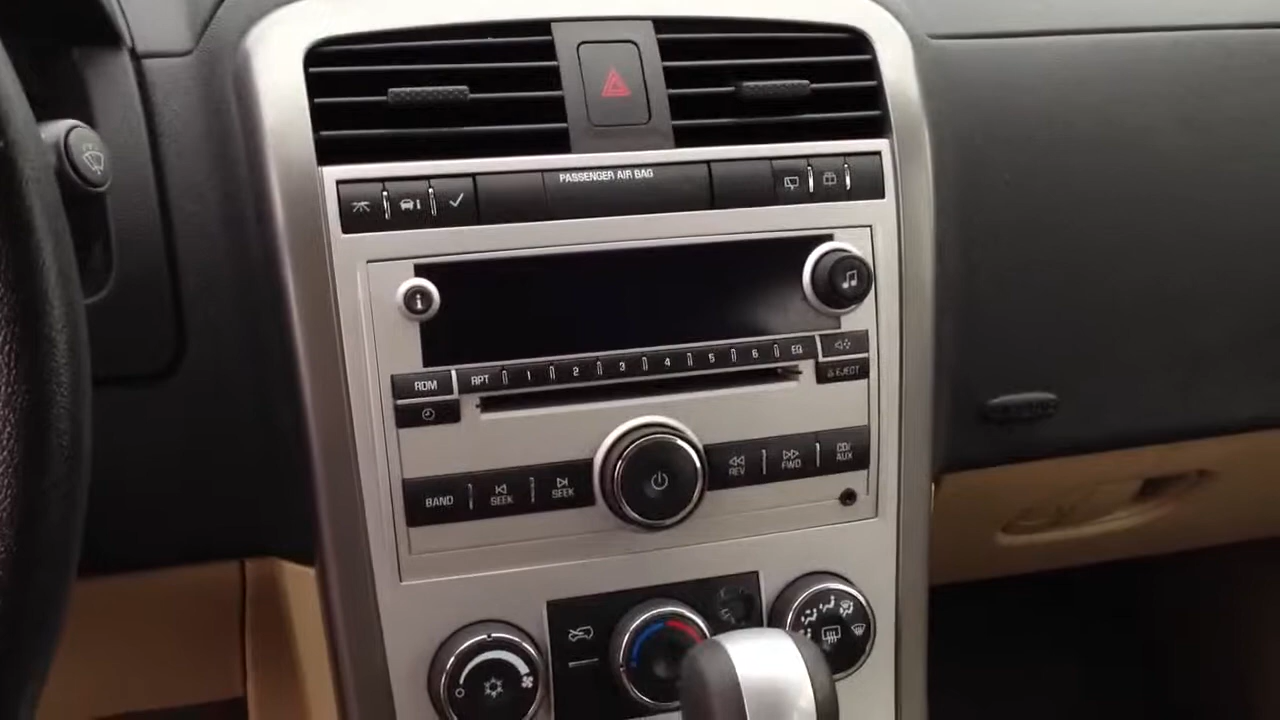 PASSENGER AIR BAG
RDM RPT 1 2 3 4 5 6 EQ
EJECT
BAND SEEK SEEK REV FWD CD/
AUX